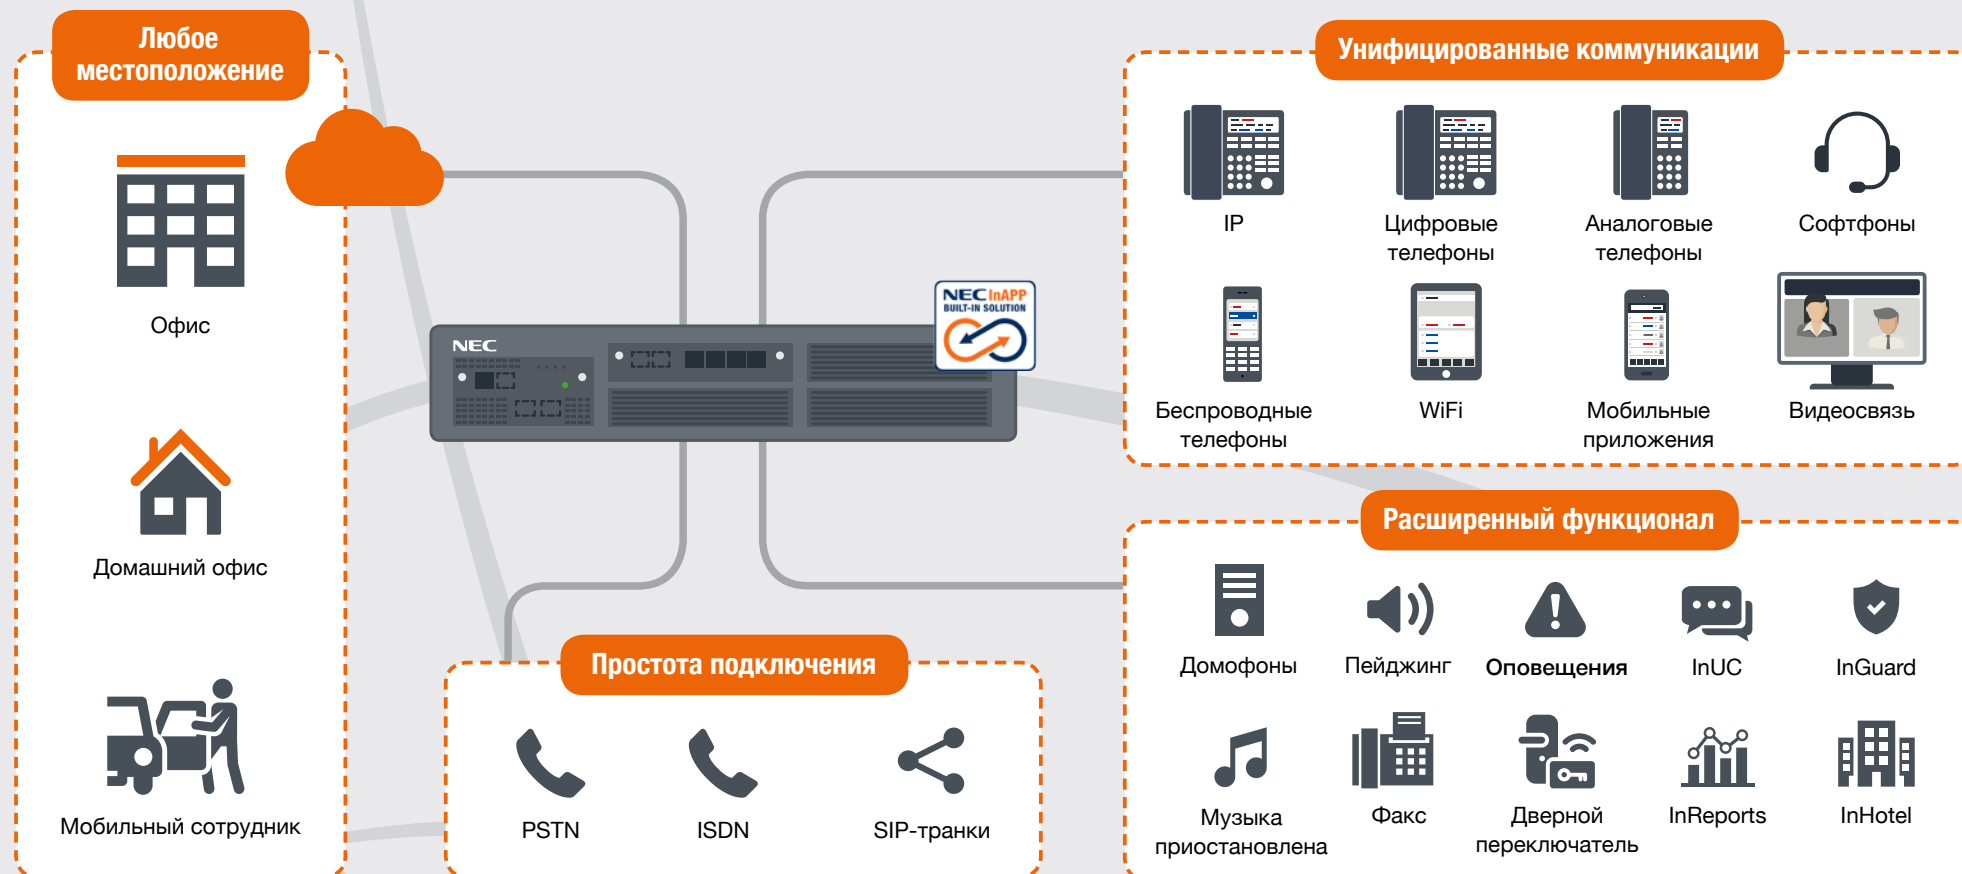 Любое
местоположение
Офис
Домашний офис
Мобильный сотрудник
NEC
NEC InAPP
BUILT-IN SOLUTION
Простота подключения
PSTN
ISDN
SIP-транки
Унифицированные коммуникации
IP
Цифровые
телефоны
Аналоговые
телефоны
Софтфоны
Беспроводные
телефоны
WiFi
Мобильные
приложения
Видеосвязь
Расширенный функционал
Домофоны
Пейджинг
Оповещения
InUC
InGuard
Музыка
приостановлена
Факс
Дверной
переключатель
InReports
InHotel